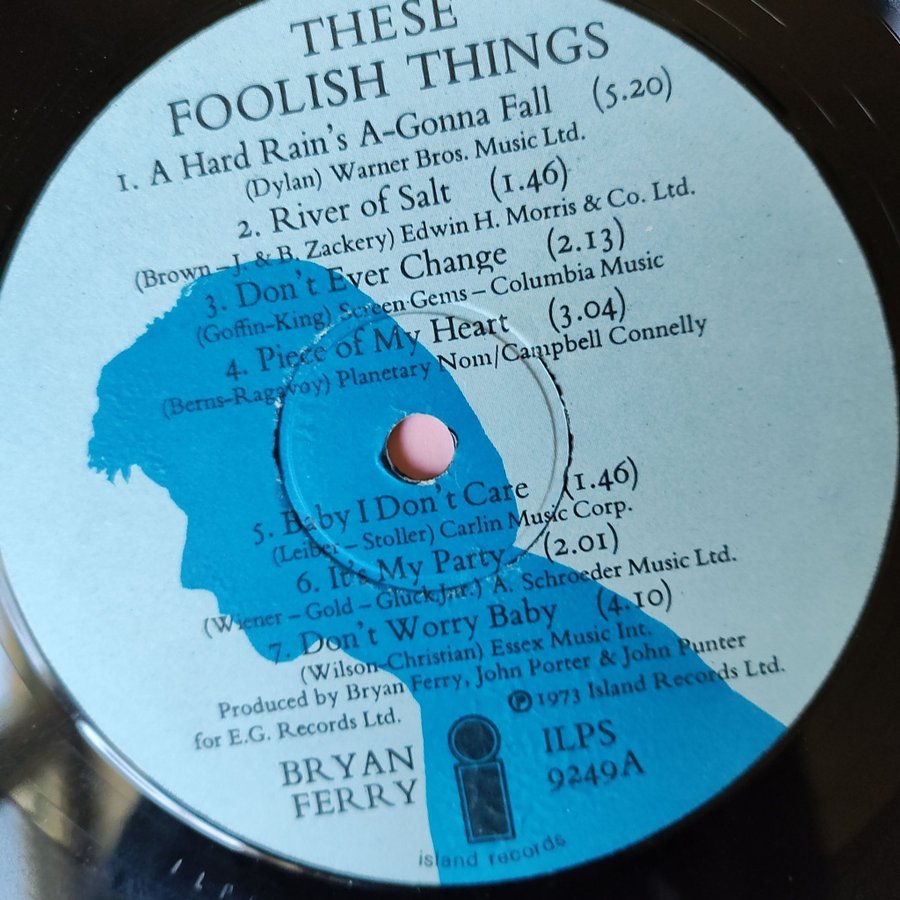 THESE
FOOLISH THINGS
1. A Hard Rain's A-Gonna Fall (5.20)
(Dylan) Warner Bros. Music Ltd.
2. River of Salt (1.46)
(Brown – J. & B. Zackery) Edwin H. Morris & Co. Ltd.
3. Don't Ever Change (2.13)
(Goffin-King) Screen Gems – Columbia Music
4. Piece of My Heart (3.04)
(Berns-Ragavoy) Planetary Nom/Campbell Connelly
5. Baby I Don't Care (1.46)
(Leiber – Stoller) Carlin Music Corp.
6. It's My Party (2.01)
(Wiener – Gold – Gluck Jnr.) A. Schroeder Music Ltd.
7. Don't Worry Baby (4.10)
(Wilson-Christian) Essex Music Int.
Produced by Bryan Ferry, John Porter & John Punter
for E.G. Records Ltd. ℗ 1973 Island Records Ltd.
BRYAN
FERRY
ILPS
9249A
island records